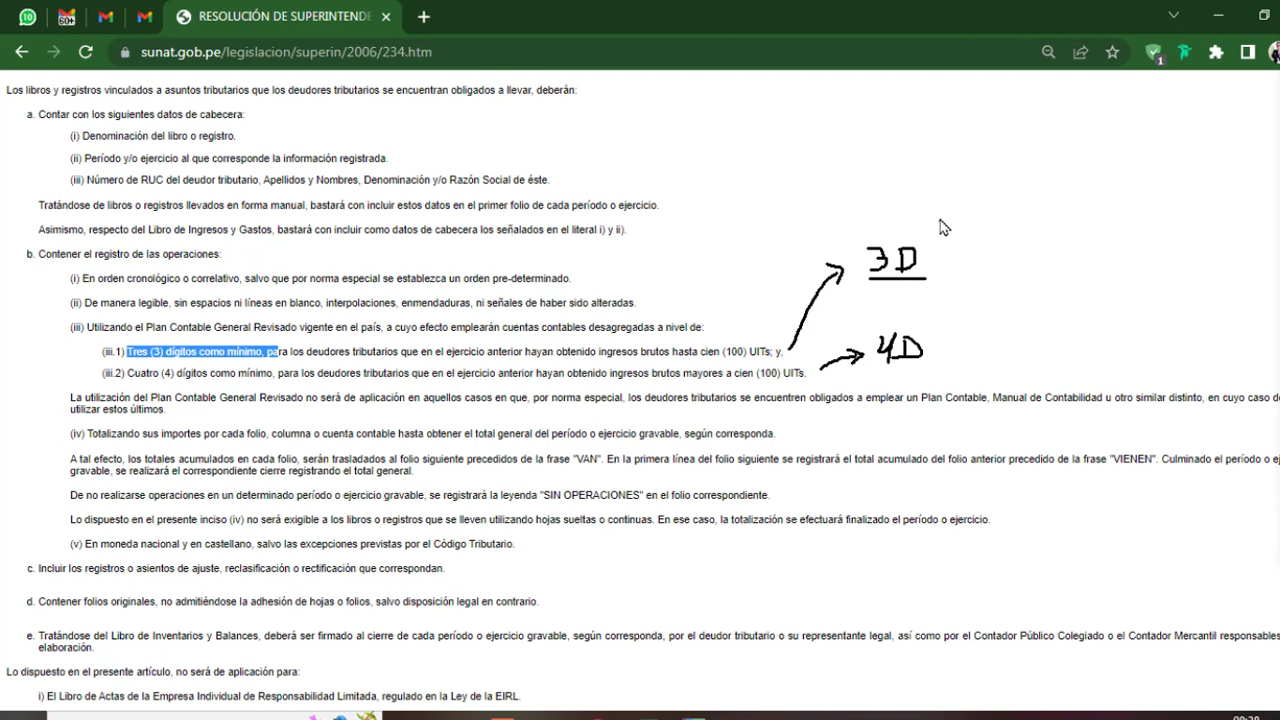 10
60+
RESOLUCIÓN DE SUPERINTENDE
sunat.gob.pe/legislacion/superin/2006/234.htm
1
Los libros y registros vinculados a asuntos tributarios que los deudores tributarios se encuentran obligados a llevar, deberán:
a. Contar con los siguientes datos de cabecera:
(i) Denominación del libro o registro.
(ii) Período y/o ejercicio al que corresponde la información registrada.
(iii) Número de RUC del deudor tributario, Apellidos y Nombres, Denominación y/o Razón Social de éste.
Tratándose de libros o registros llevados en forma manual, bastará con incluir estos datos en el primer folio de cada período o ejercicio.
Asimismo, respecto del Libro de Ingresos y Gastos, bastará con incluir como datos de cabecera los señalados en el literal i) y ii).
b. Contener el registro de las operaciones:
(i) En orden cronológico o correlativo, salvo que por norma especial se establezca un orden pre-determinado.
3D
(ii) De manera legible, sin espacios ni líneas en blanco, interpolaciones, enmendaduras, ni señales de haber sido alteradas.
(iii) Utilizando el Plan Contable General Revisado vigente en el país, a cuyo efecto emplearán cuentas contables desagregadas a nivel de:
(iii.1) Tres (3) dígitos como mínimo, para los deudores tributarios que en el ejercicio anterior hayan obtenido ingresos brutos hasta cien (100) UITs; y,
4D
(iii.2) Cuatro (4) dígitos como mínimo, para los deudores tributarios que en el ejercicio anterior hayan obtenido ingresos brutos mayores a cien (100) UITs.
La utilización del Plan Contable General Revisado no será de aplicación en aquellos casos en que, por norma especial, los deudores tributarios se encuentren obligados a emplear un Plan Contable, Manual de Contabilidad u otro similar distinto, en cuyo caso de
utilizar estos últimos.
(iv) Totalizando sus importes por cada folio, columna o cuenta contable hasta obtener el total general del período o ejercicio gravable, según corresponda.
A tal efecto, los totales acumulados en cada folio, serán trasladados al folio siguiente precedidos de la frase "VAN". En la primera línea del folio siguiente se registrará el total acumulado del folio anterior precedido de la frase "VIENEN". Culminado el período o ej
gravable, se realizará el correspondiente cierre registrando el total general.
De no realizarse operaciones en un determinado período o ejercicio gravable, se registrará la leyenda "SIN OPERACIONES" en el folio correspondiente.
Lo dispuesto en el presente inciso (iv) no será exigible a los libros o registros que se lleven utilizando hojas sueltas o continuas. En ese caso, la totalización se efectuará finalizado el período o ejercicio.
(v) En moneda nacional y en castellano, salvo las excepciones previstas por el Código Tributario.
c. Incluir los registros o asientos de ajuste, reclasificación o rectificación que correspondan.
d. Contener folios originales, no admitiéndose la adhesión de hojas o folios, salvo disposición legal en contrario.
e. Tratándose del Libro de Inventarios y Balances, deberá ser firmado al cierre de cada período o ejercicio gravable, según corresponda, por el deudor tributario o su representante legal, así como por el Contador Público Colegiado o el Contador Mercantil responsables
elaboración.
Lo dispuesto en el presente artículo, no será de aplicación para:
i) El Libro de Actas de la Empresa Individual de Responsabilidad Limitada, regulado en la Ley de la EIRL.